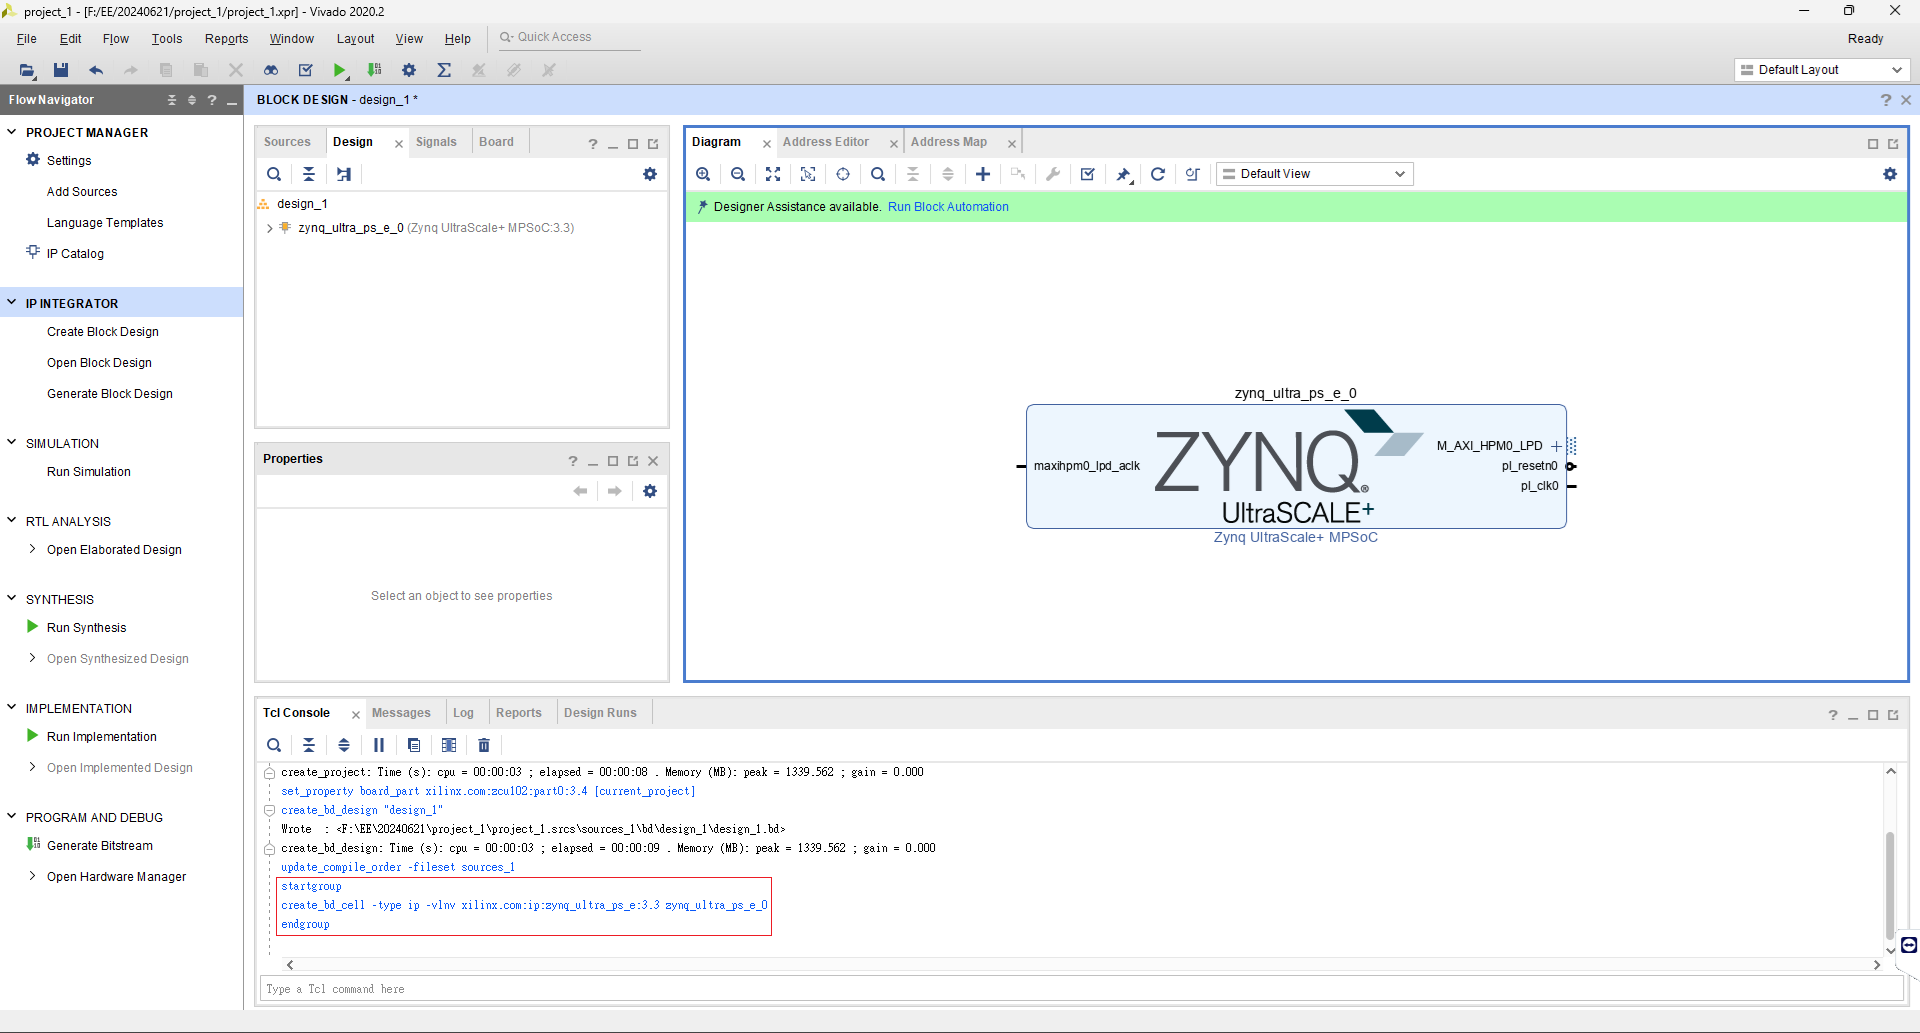 project_1 - [F:/EE/20240621/project_1/project_1.xpr] - Vivado 2020.2
File Edit Flow Tools Reports Window Layout View Help Quick Access Ready
Default Layout
Flow Navigator
PROJECT MANAGER
Settings
Add Sources
Language Templates
IP Catalog
IP INTEGRATOR
Create Block Design
Open Block Design
Generate Block Design
SIMULATION
Run Simulation
RTL ANALYSIS
Open Elaborated Design
SYNTHESIS
Run Synthesis
Open Synthesized Design
IMPLEMENTATION
Run Implementation
Open Implemented Design
PROGRAM AND DEBUG
Generate Bitstream
Open Hardware Manager
BLOCK DESIGN - design_1 *
Sources Design Signals Board
design_1
zynq_ultra_ps_e_0 (Zynq UltraScale+ MPSoC:3.3)
Properties
Select an object to see properties
Diagram Address Editor Address Map
Default View
Designer Assistance available. Run Block Automation
zynq_ultra_ps_e_0
maxihpm0_lpd_aclk
ZYNQ®
UltraSCALE+
M_AXI_HPM0_LPD
pl_resetn0
pl_clk0
Zynq UltraScale+ MPSoC
Tcl Console Messages Log Reports Design Runs
create_project: Time (s): cpu = 00:00:03 ; elapsed = 00:00:08 . Memory (MB): peak = 1339.562 ; gain = 0.000
set_property board_part xilinx.com:zcu102:part0:3.4 [current_project]
create_bd_design "design_1"
Wrote  : <F:\EE\20240621\project_1\project_1.srcs\sources_1\bd\design_1\design_1.bd>
create_bd_design: Time (s): cpu = 00:00:03 ; elapsed = 00:00:09 . Memory (MB): peak = 1339.562 ; gain = 0.000
update_compile_order -fileset sources_1
startgroup
create_bd_cell -type ip -vlnv xilinx.com:ip:zynq_ultra_ps_e:3.3 zynq_ultra_ps_e_0
endgroup
Type a Tcl command here